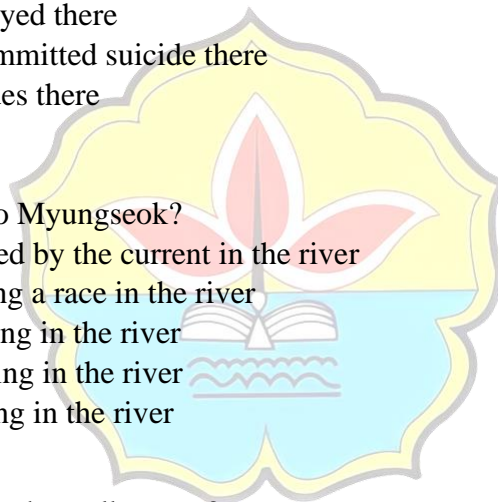 yed there
mmitted suicide there
es there
o Myungseok?
ed by the current in the river
ng a race in the river
ng in the river
ing in the river
ng in the river